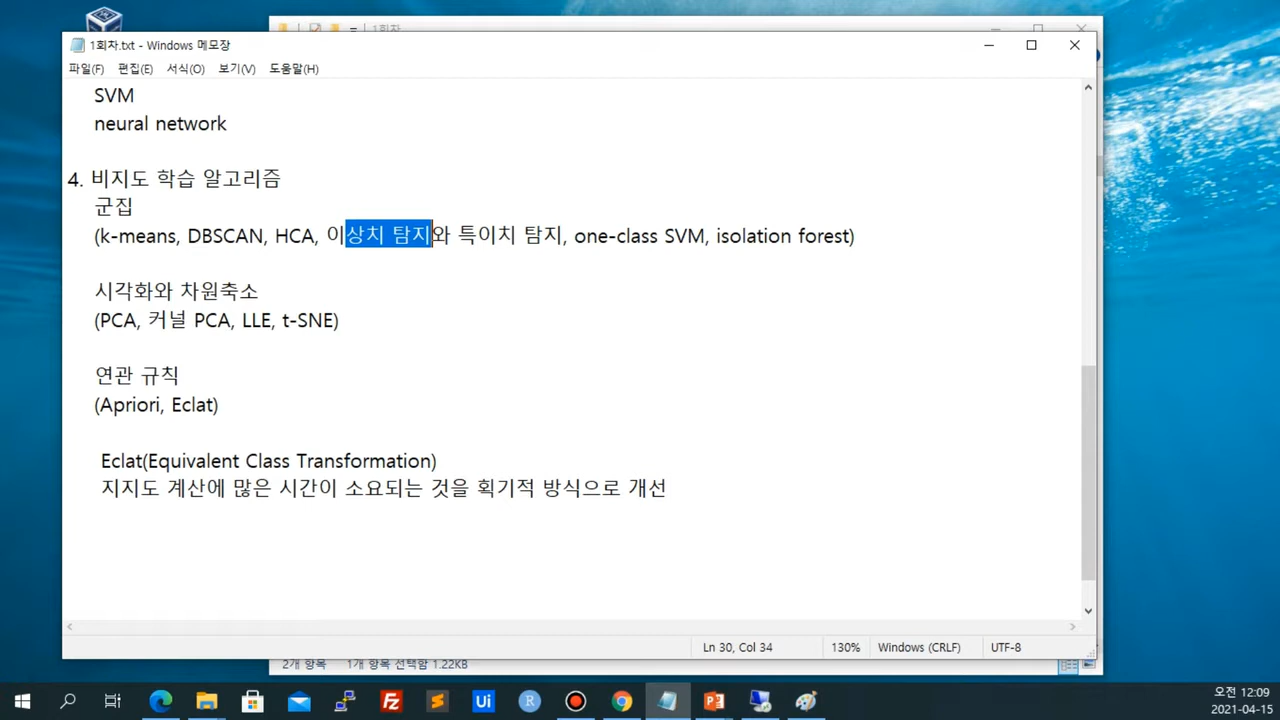 1회차
1회차.txt - Windows 메모장
파일(F) 편집(E) 서식(O) 보기(V) 도움말(H)
SVM
neural network
4. 비지도 학습 알고리즘
군집
(k-means, DBSCAN, HCA, 이상치 탐지와 특이치 탐지, one-class SVM, isolation forest)
시각화와 차원축소
(PCA, 커널 PCA, LLE, t-SNE)
연관 규칙
(Apriori, Eclat)
Eclat(Equivalent Class Transformation)
지지도 계산에 많은 시간이 소요되는 것을 획기적 방식으로 개선
Ln 30, Col 34 130% Windows (CRLF) UTF-8
2개 항목 1개 항목 선택함 1.22KB
Ui R P
오전 12:09
2021-04-15